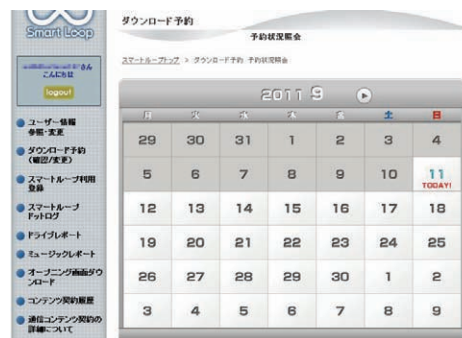 Smart Loop
さん
こんにちは
logout
ユーザー情報
参照・変更
ダウンロード予約
(確認/変更)
スマートループ利用
登録
スマートループ
ドットログ
ドライブレポート
ミュージックレポート
オープニング画面ダウ
ンロード
コンテンツ契約履歴
通信コンテンツ契約の
詳細について
ダウンロード予約
予約状況照会
スマートループトップ > ダウンロード予約 予約状況照会
2011 9
月 火 水 木 金 土 日
29 30 31 1 2 3 4
5 6 7 8 9 10 11
TODAY!
12 13 14 15 16 17 18
19 20 21 22 23 24 25
26 27 28 29 30 1 2
3 4 5 6 7 8 9